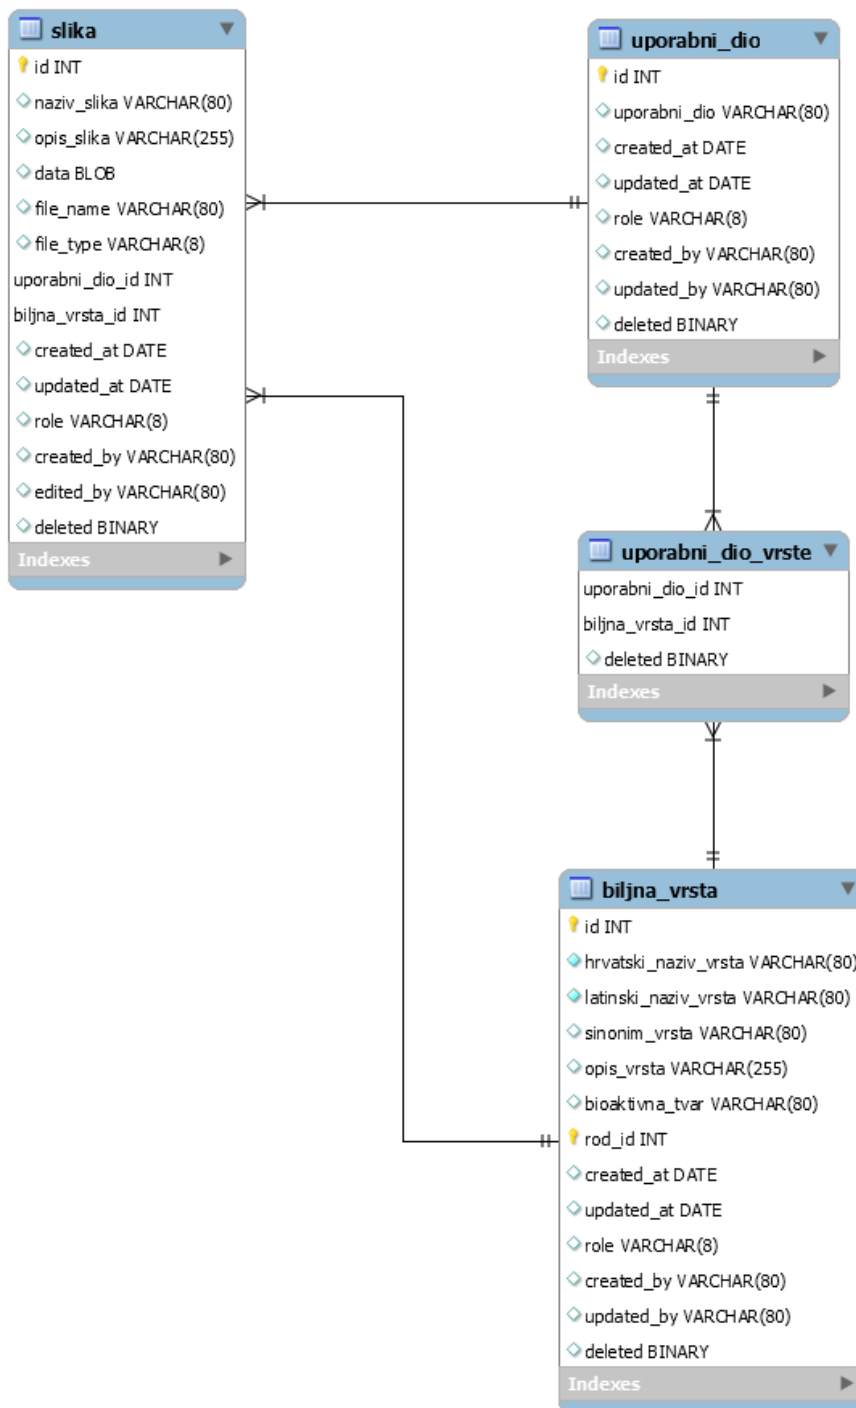 slika
id INT
naziv_slika VARCHAR(80)
opis_slika VARCHAR(255)
data BLOB
file_name VARCHAR(80)
file_type VARCHAR(8)
uporabni_dio_id INT
biljna_vrsta_id INT
created_at DATE
updated_at DATE
role VARCHAR(8)
created_by VARCHAR(80)
edited_by VARCHAR(80)
deleted BINARY
Indexes
uporabni_dio
id INT
uporabni_dio VARCHAR(80)
created_at DATE
updated_at DATE
role VARCHAR(8)
created_by VARCHAR(80)
updated_by VARCHAR(80)
deleted BINARY
Indexes
uporabni_dio_vrste
uporabni_dio_id INT
biljna_vrsta_id INT
deleted BINARY
Indexes
biljna_vrsta
id INT
hrvatski_naziv_vrsta VARCHAR(80)
latinski_naziv_vrsta VARCHAR(80)
sinonim_vrsta VARCHAR(80)
opis_vrsta VARCHAR(255)
bioaktivna_tvar VARCHAR(80)
rod_id INT
created_at DATE
updated_at DATE
role VARCHAR(8)
created_by VARCHAR(80)
updated_by VARCHAR(80)
deleted BINARY
Indexes